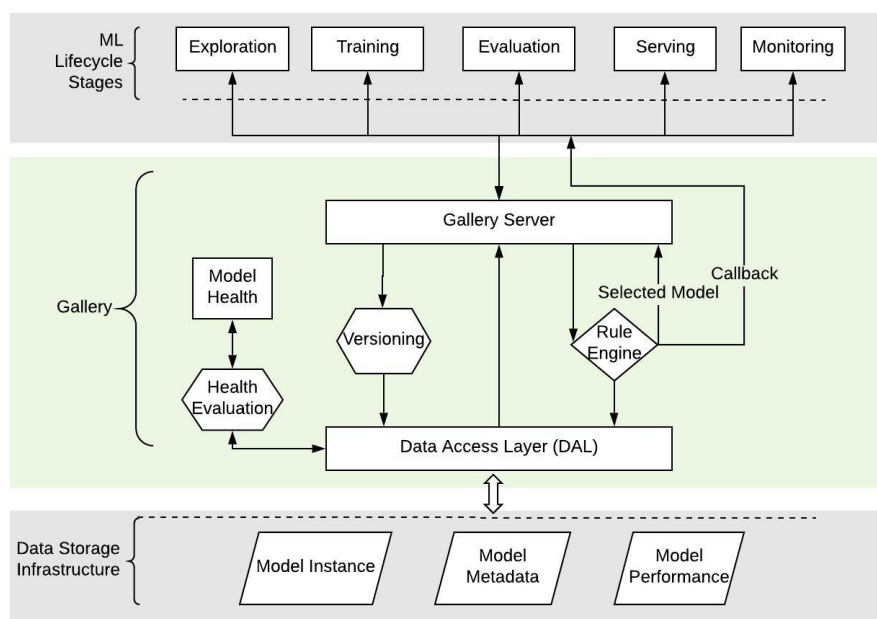 ML
Lifecycle
Stages
Exploration
Training
Evaluation
Serving
Monitoring
Gallery
Gallery Server
Model
Health
Callback
Selected Model
Versioning
Rule
Engine
Health
Evaluation
Data Access Layer (DAL)
Data Storage
Infrastructure
Model Instance
Model
Metadata
Model
Performance